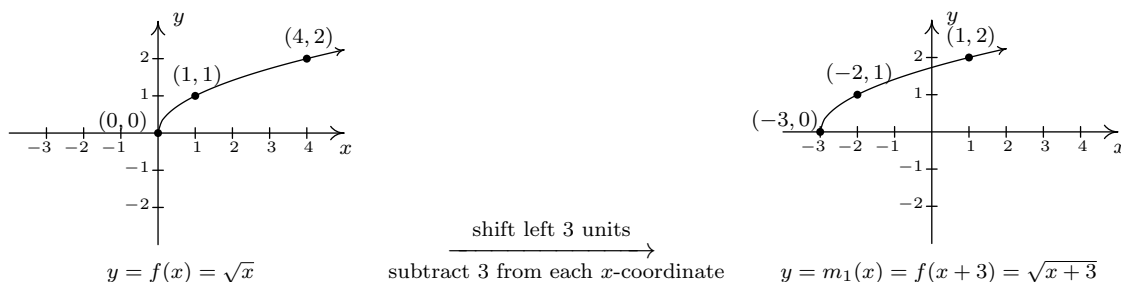 y
(4, 2)
(1, 1)
(0, 0)
2
1
−3 −2 −1 1 2 3 4
x
−1
−2
y = f(x) = √x
shift left 3 units
subtract 3 from each x-coordinate
y
(1, 2)
(−2, 1)
(−3, 0)
2
1
−3 −2 −1 1 2 3 4
x
−1
−2
y = m₁(x) = f(x + 3) = √(x + 3)